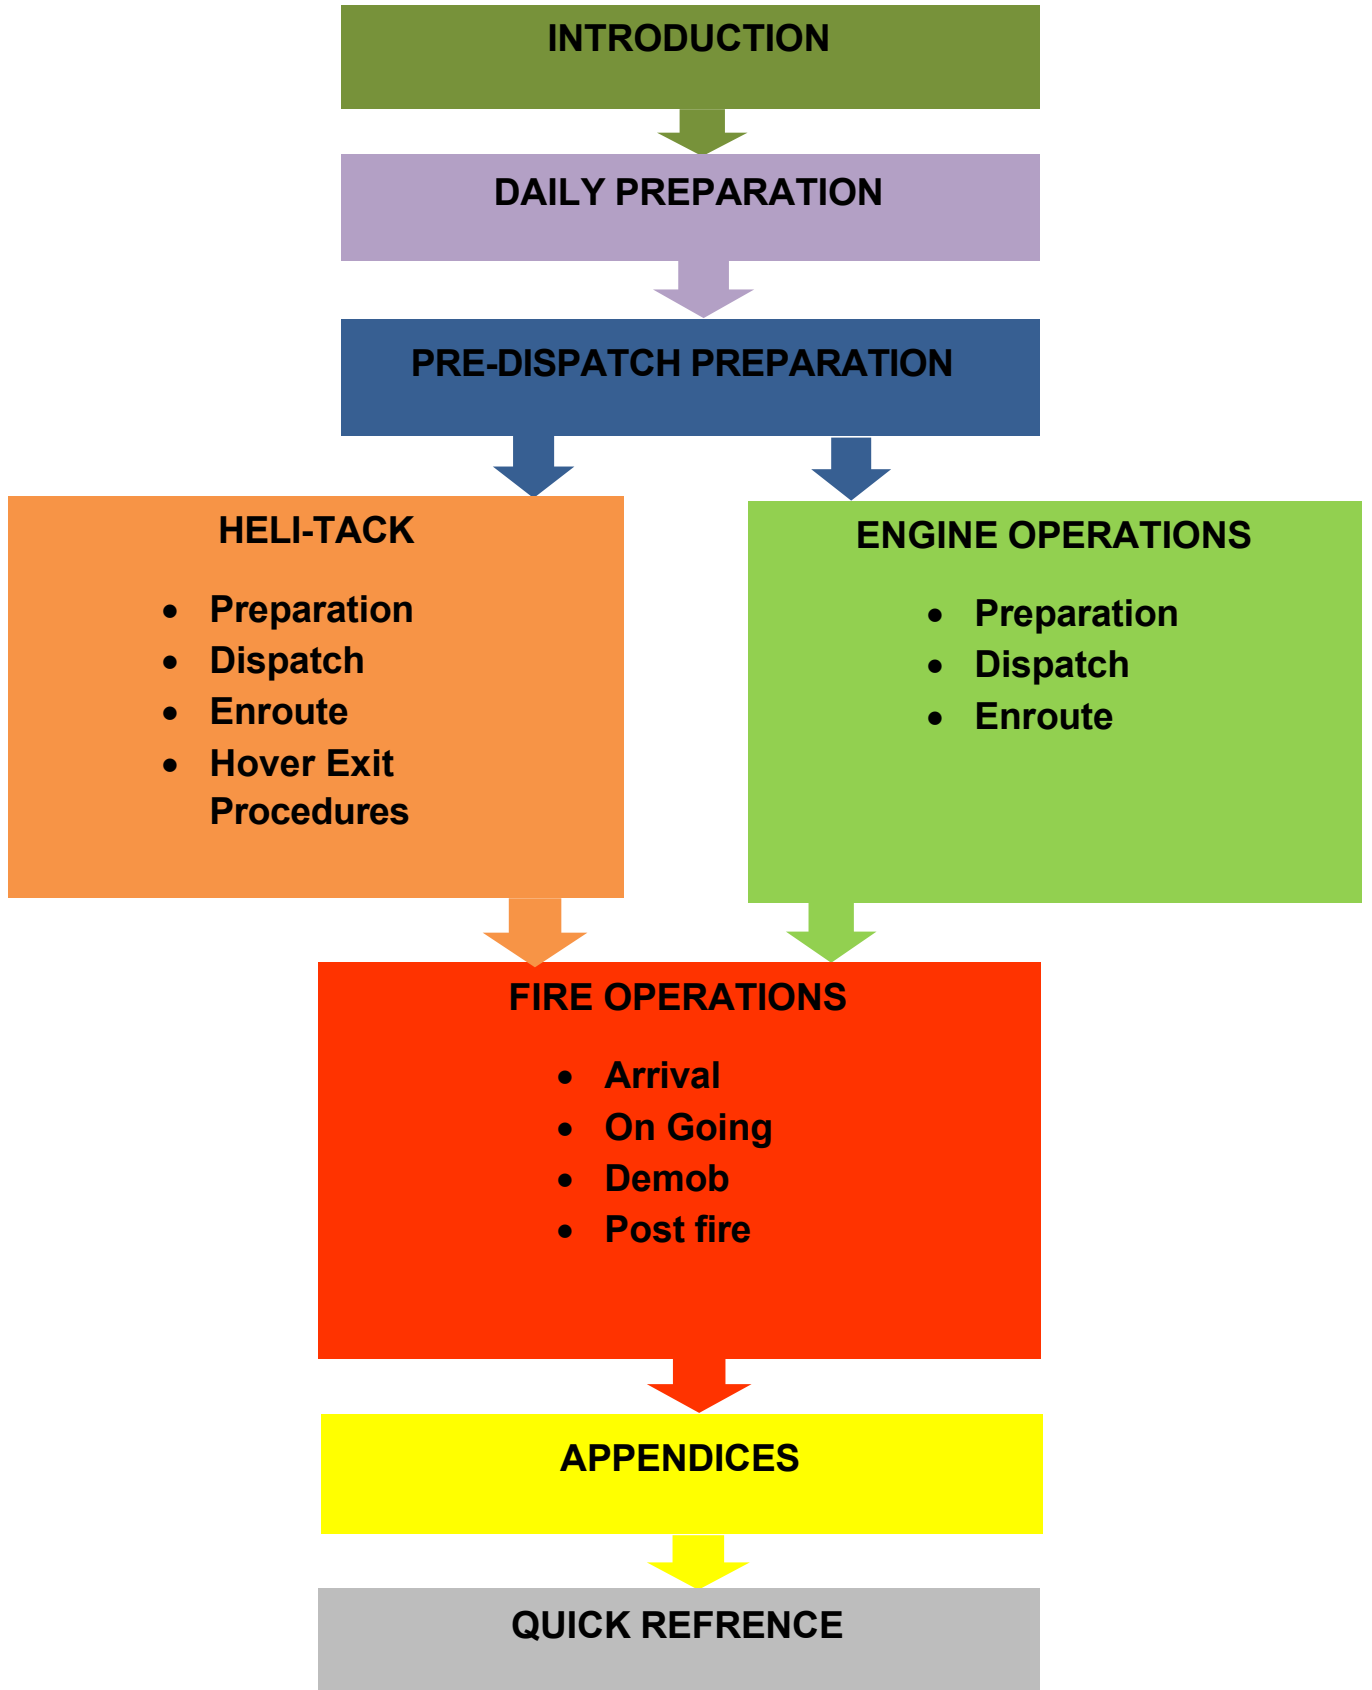 INTRODUCTION
DAILY PREPARATION
PRE-DISPATCH PREPARATION
HELI-TACK
• Preparation
• Dispatch
• Enroute
• Hover Exit
Procedures
ENGINE OPERATIONS
• Preparation
• Dispatch
• Enroute
FIRE OPERATIONS
• Arrival
• On Going
• Demob
• Post fire
APPENDICES
QUICK REFRENCE